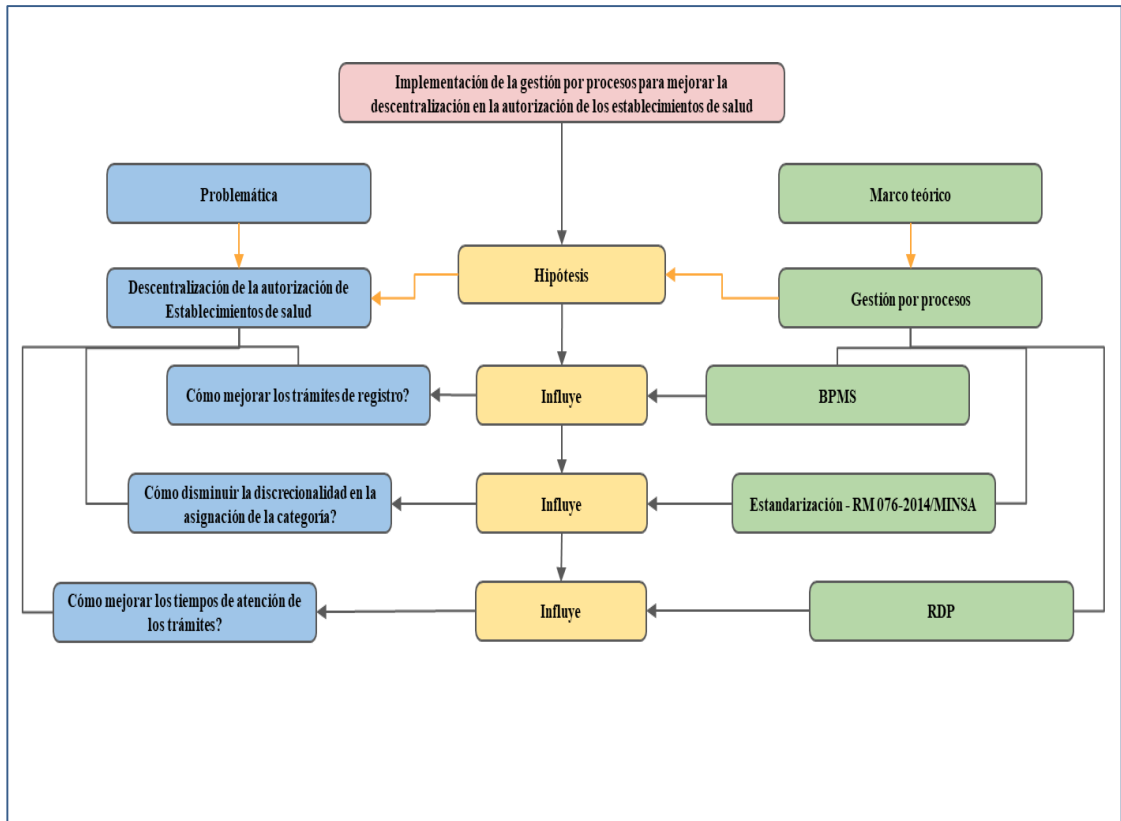 Implementación de la gestión por procesos para mejorar la
descentralización en la autorización de los establecimientos de salud
Problemática
Marco teórico
Descentralización de la autorización de
Establecimientos de salud
Hipótesis
Gestión por procesos
Cómo mejorar los trámites de registro?
Influye
BPMS
Cómo disminuir la discrecionalidad en la
asignación de la categoría?
Influye
Estandarización - RM 076-2014/MINSA
Cómo mejorar los tiempos de atención de
los trámites?
Influye
RDP